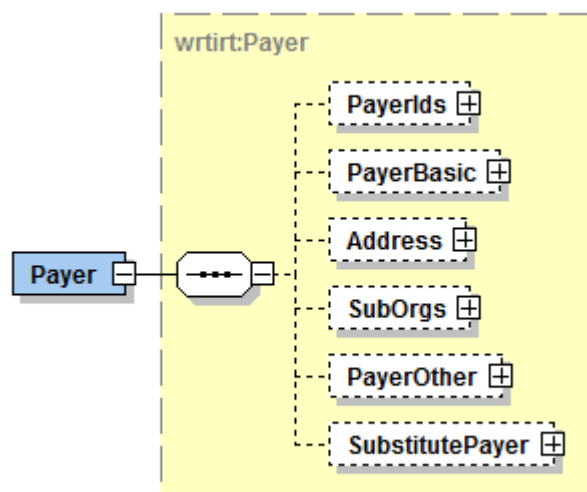 wrtirt:Payer
PayerIds
PayerBasic
Address
Payer
SubOrgs
PayerOther
SubstitutePayer